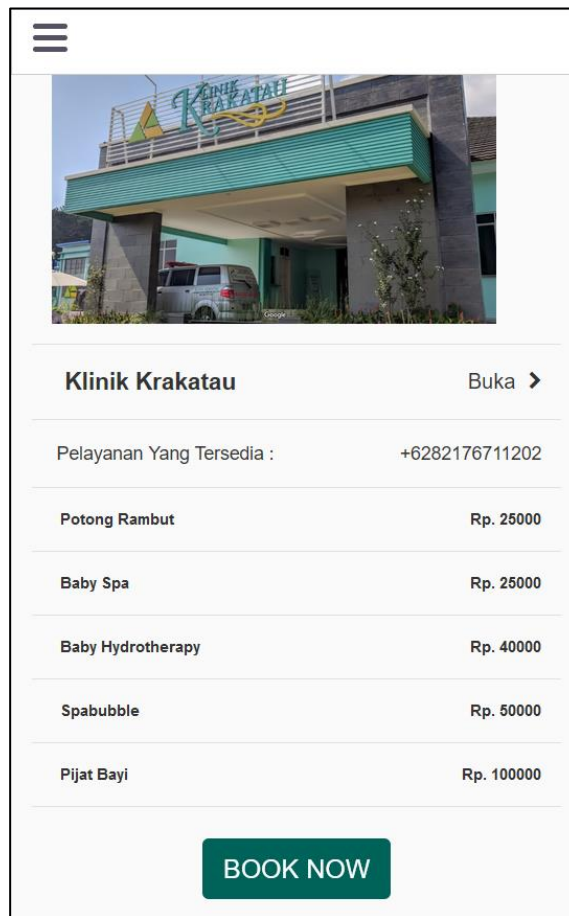 KLINIK
KRAKATAU
Google
Klinik Krakatau Buka
Pelayanan Yang Tersedia : +6282176711202
Potong Rambut Rp. 25000
Baby Spa Rp. 25000
Baby Hydrotherapy Rp. 40000
Spabubble Rp. 50000
Pijat Bayi Rp. 100000
BOOK NOW